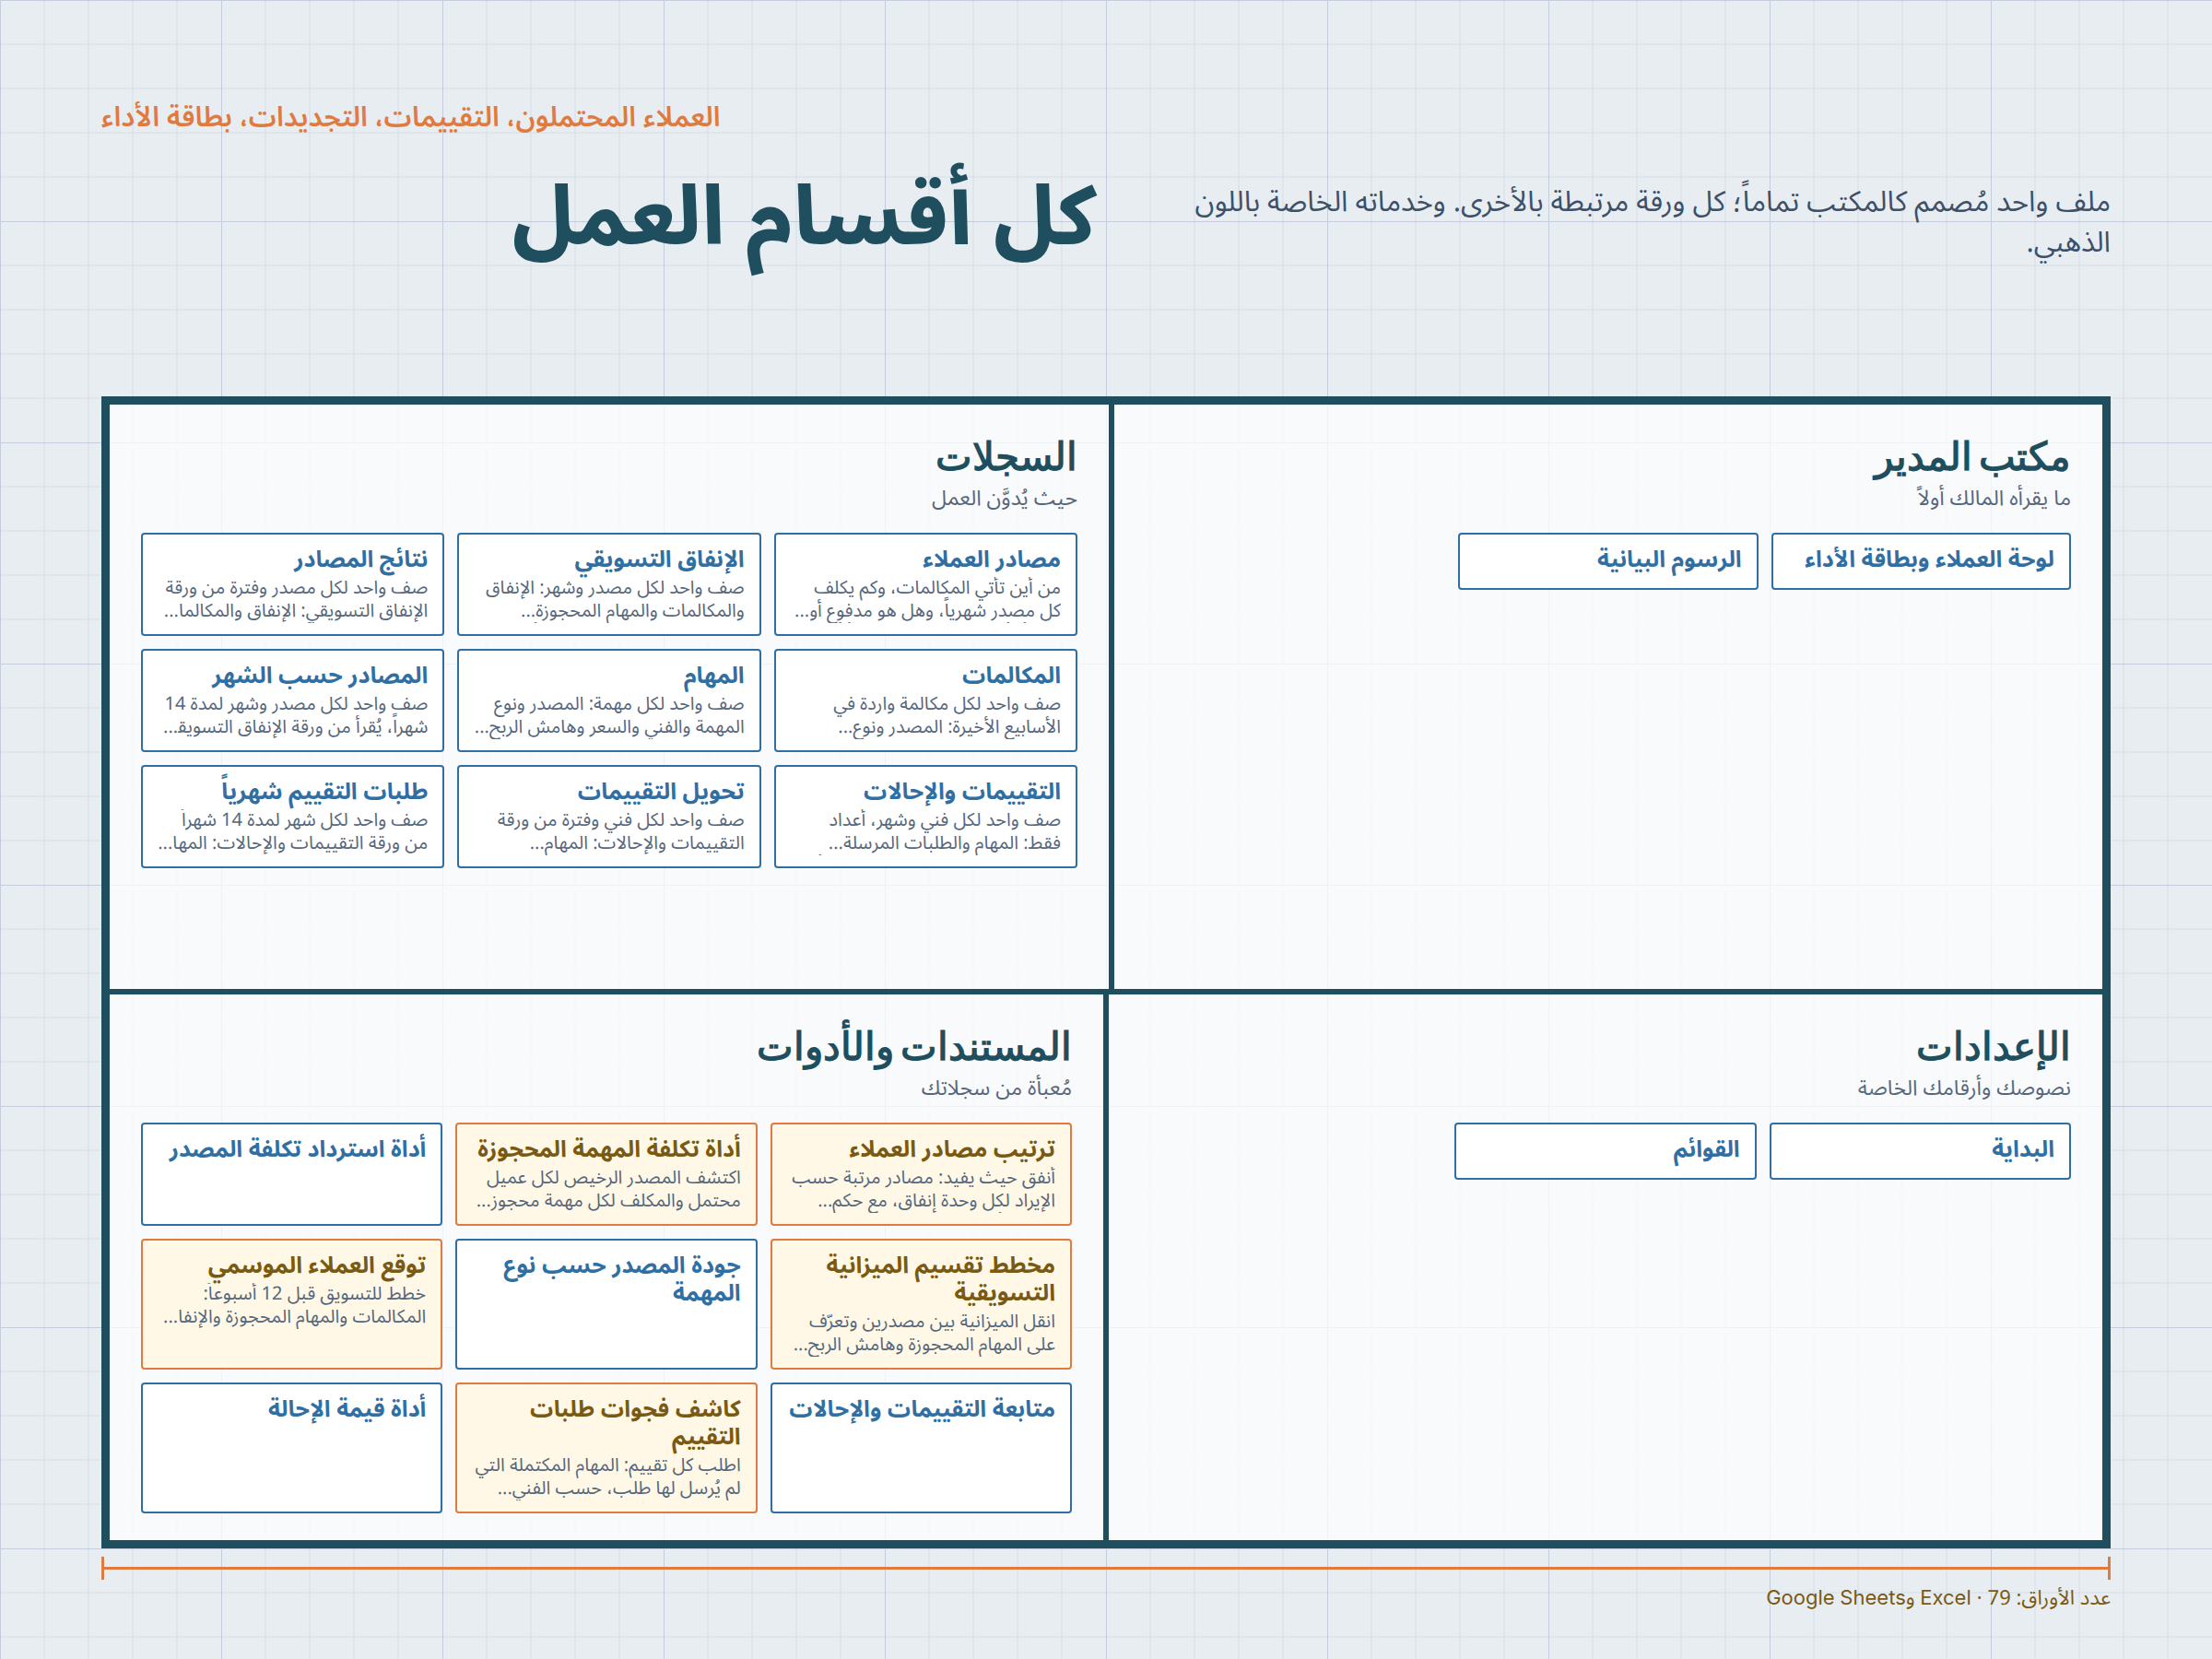 العملاء المحتملون، التقييمات، التجديدات، بطاقة الأداء
كل أقسام العمل
ملف واحد مُصمم كالمكتب تماماً؛ كل ورقة مرتبطة بالأخرى. وخدماته الخاصة باللون
الذهبي.
مكتب المدير
ما يقرأه المالك أولاً
لوحة العملاء وبطاقة الأداء
الرسوم البيانية
السجلات
حيث يُدوَّن العمل
مصادر العملاء
من أين تأتي المكالمات، وكم يكلف
كل مصدر شهرياً، وهل هو مدفوع أو...
الإنفاق التسويقي
صف واحد لكل مصدر وشهر: الإنفاق
والمكالمات والمهام المحجوزة...
نتائج المصادر
صف واحد لكل مصدر وفترة من ورقة
الإنفاق التسويقي: الإنفاق والمكالما...
المكالمات
صف واحد لكل مكالمة واردة في
الأسابيع الأخيرة: المصدر ونوع...
المهام
صف واحد لكل مهمة: المصدر ونوع
المهمة والفني والسعر وهامش الربح...
المصادر حسب الشهر
صف واحد لكل مصدر وشهر لمدة 14
شهراً، يُقرأ من ورقة الإنفاق التسويقـ...
التقييمات والإحالات
صف واحد لكل فني وشهر، أعداد
فقط: المهام والطلبات المرسلة...
تحويل التقييمات
صف واحد لكل فني وفترة من ورقة
التقييمات والإحالات: المهام...
طلبات التقييم شهرياً
صف واحد لكل شهر لمدة 14 شهراً
من ورقة التقييمات والإحالات: المها...
الإعدادات
نصوصك وأرقامك الخاصة
البداية
القوائم
المستندات والأدوات
مُعبأة من سجلاتك
ترتيب مصادر العملاء
أنفق حيث يفيد: مصادر مرتبة حسب
الإيراد لكل وحدة إنفاق، مع حكم...
أداة تكلفة المهمة المحجوزة
اكتشف المصدر الرخيص لكل عميل
محتمل والمكلف لكل مهمة محجوز...
أداة استرداد تكلفة المصدر
مخطط تقسيم الميزانية
التسويقية
انقل الميزانية بين مصدرين وتعرّف
على المهام المحجوزة وهامش الربح...
جودة المصدر حسب نوع
المهمة
توقع العملاء الموسمي
خطط للتسويق قبل 12 أسبوعاً:
المكالمات والمهام المحجوزة والإنفا...
متابعة التقييمات والإحالات
كاشف فجوات طلبات
التقييم
اطلب كل تقييم: المهام المكتملة التي
لم يُرسل لها طلب، حسب الفني...
أداة قيمة الإحالة
عدد الأوراق: 79 · Excel وGoogle Sheets